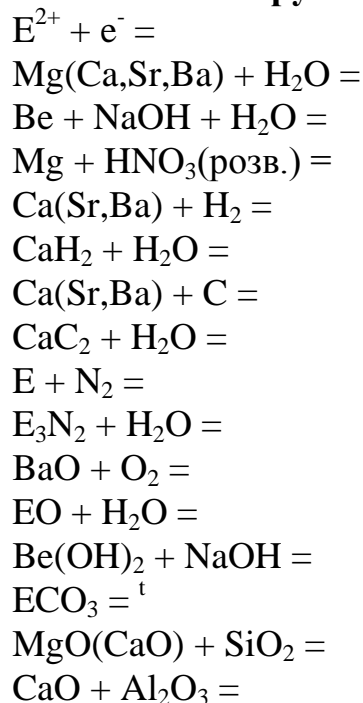 E²⁺ + e⁻ =
Mg(Ca,Sr,Ba) + H₂O =
Be + NaOH + H₂O =
Mg + HNO₃(розв.) =
Ca(Sr,Ba) + H₂ =
CaH₂ + H₂O =
Ca(Sr,Ba) + C =
CaC₂ + H₂O =
E + N₂ =
E₃N₂ + H₂O =
BaO + O₂ =
EO + H₂O =
Be(OH)₂ + NaOH =
ECO₃ = ᵗ
MgO(CaO) + SiO₂ =
CaO + Al₂O₃ =